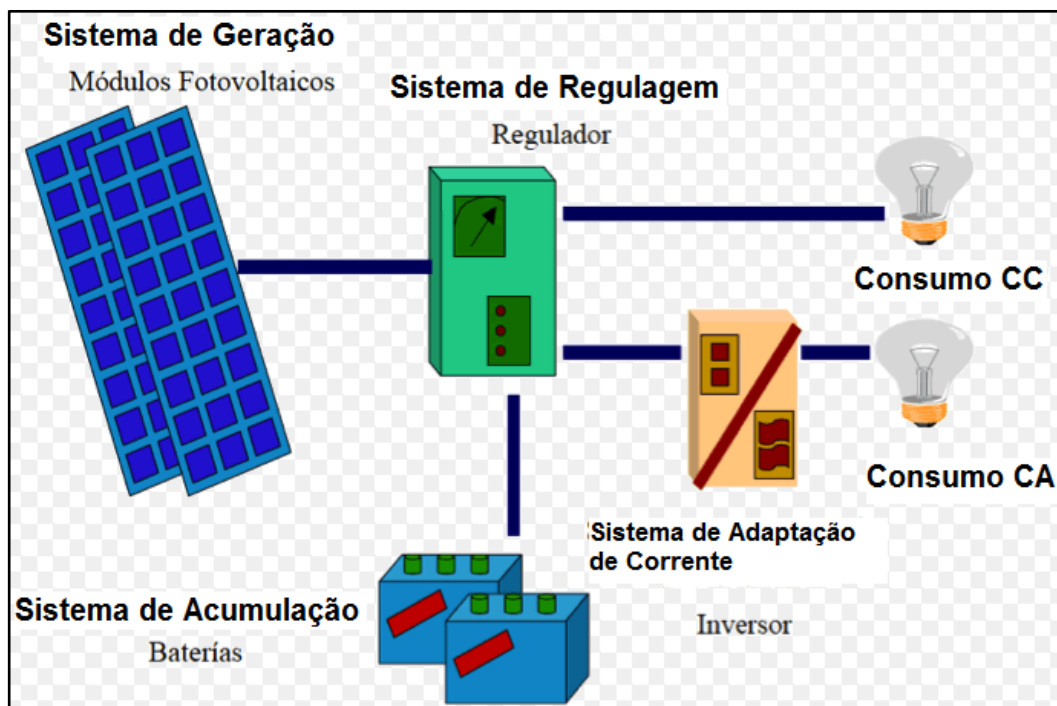 Sistema de Geração
Módulos Fotovoltaicos
Sistema de Regulagem
Regulador
Consumo CC
Consumo CA
Sistema de Adaptação
de Corrente
Inversor
Sistema de Acumulação
Baterías